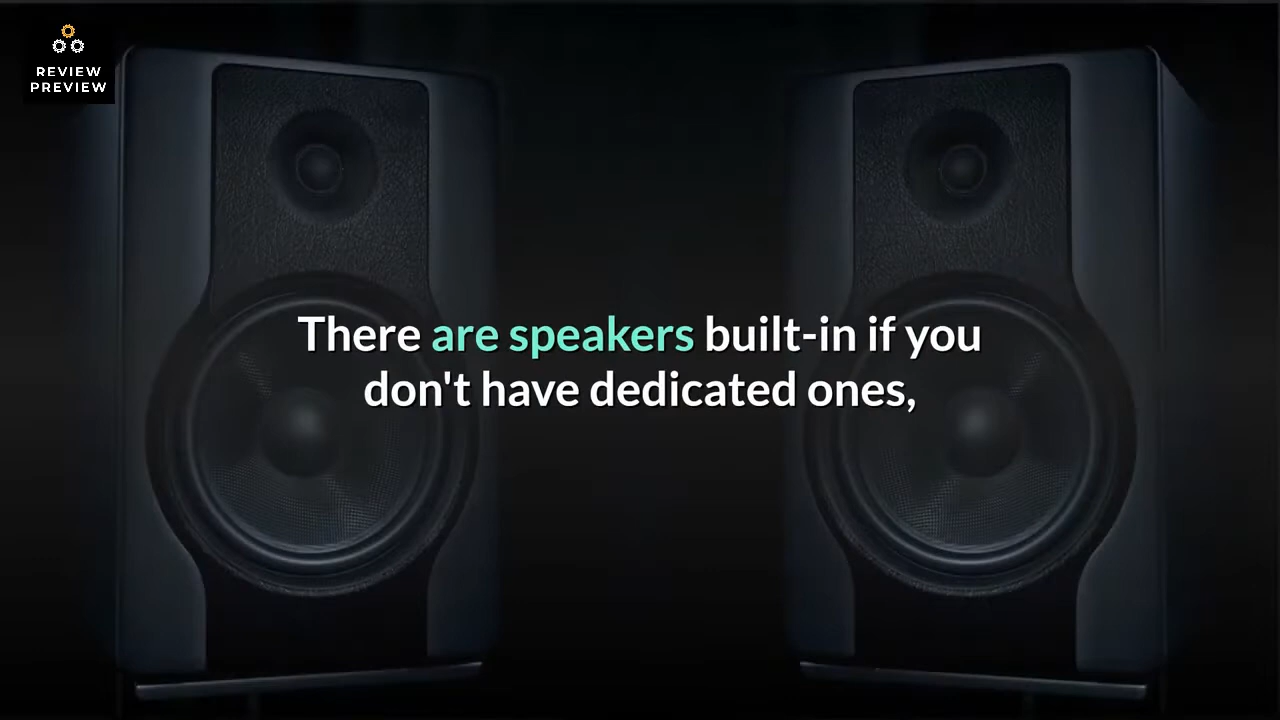 REVIEW
PREVIEW
There are speakers built-in if you
don't have dedicated ones,